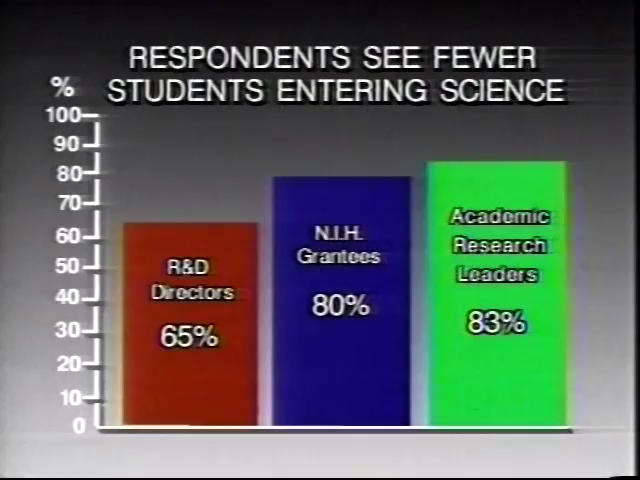 RESPONDENTS SEE FEWER
STUDENTS ENTERING SCIENCE
%
100
90
80
70
60
50
40
30
20
10
0
R&D
Directors
65%
N.I.H.
Grantees
80%
Academic
Research
Leaders
83%